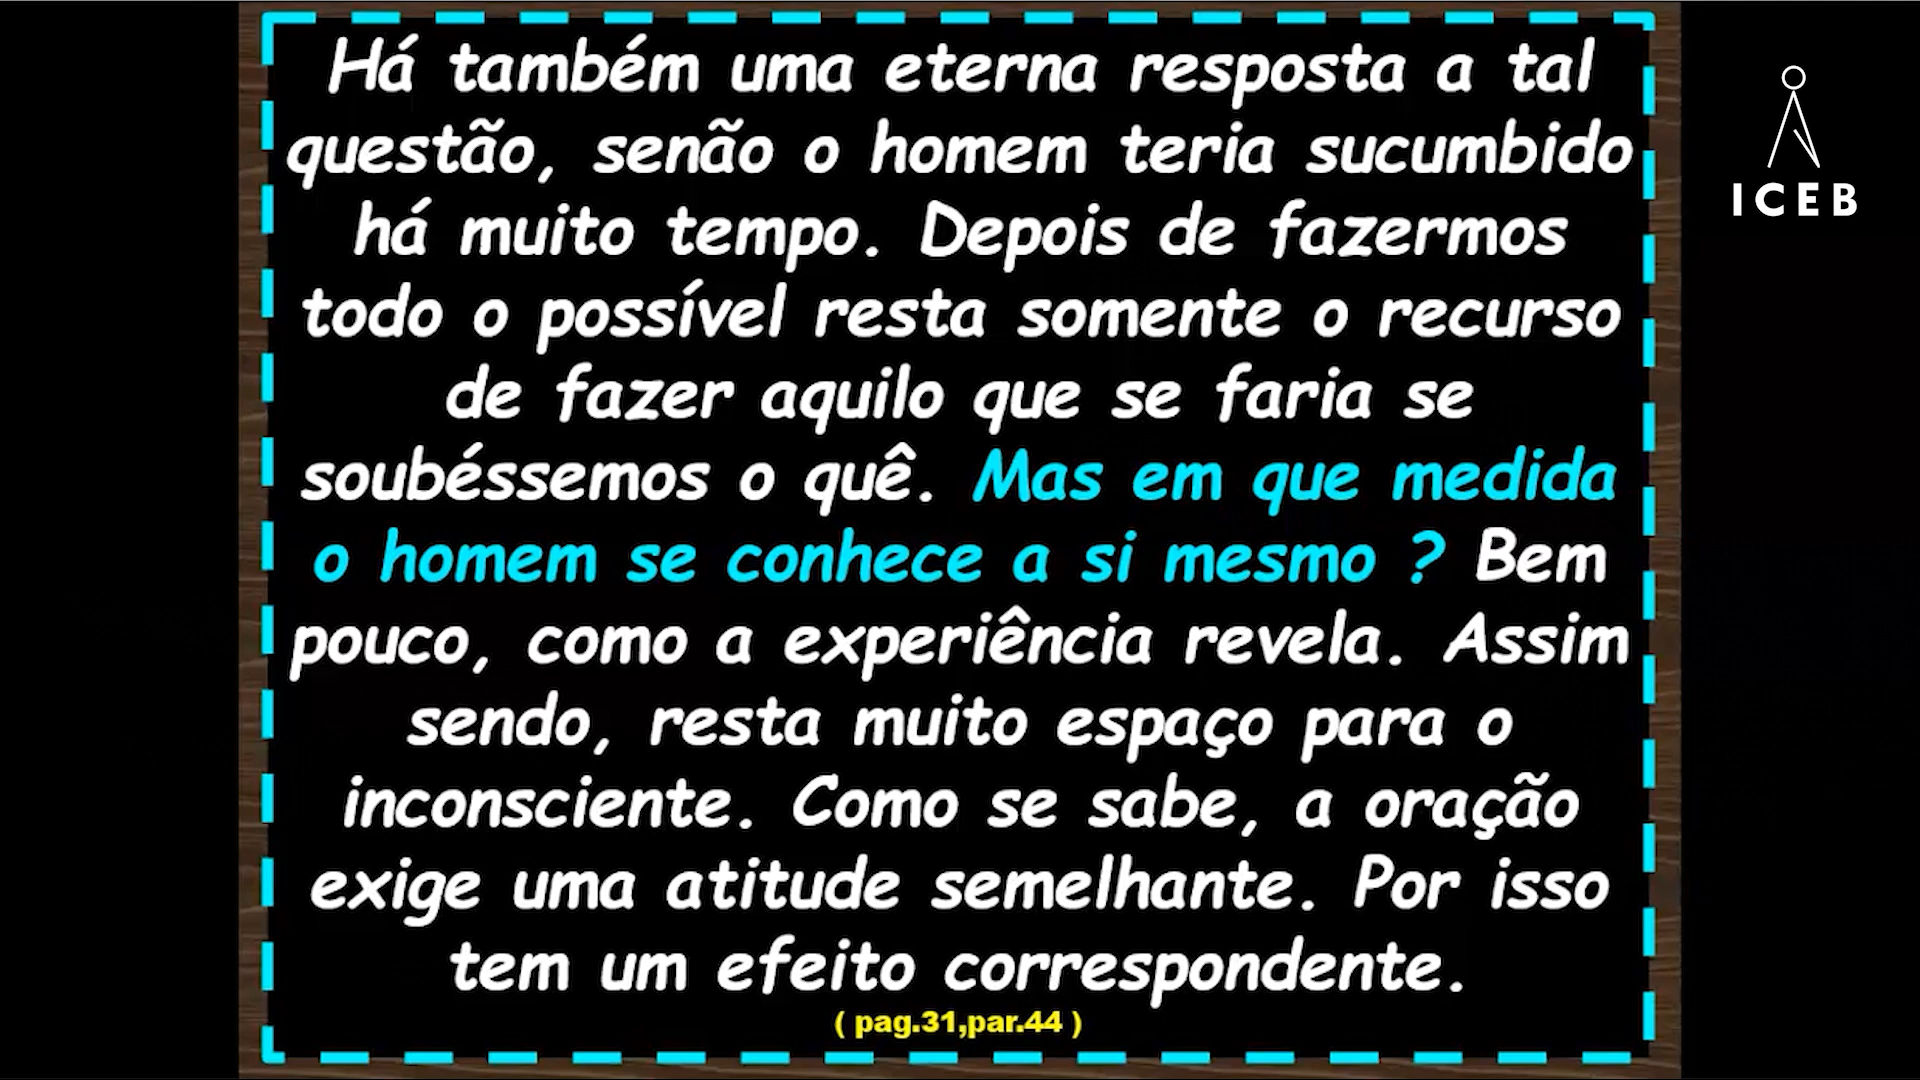 Há também uma eterna resposta a tal
questão, senão o homem teria sucumbido
há muito tempo. Depois de fazermos
todo o possível resta somente o recurso
de fazer aquilo que se faria se
soubéssemos o quê. Mas em que medida
o homem se conhece a si mesmo ? Bem
pouco, como a experiência revela. Assim
sendo, resta muito espaço para o
inconsciente. Como se sabe, a oração
exige uma atitude semelhante. Por isso
tem um efeito correspondente.
( pag.31,par.44 )
ICEB